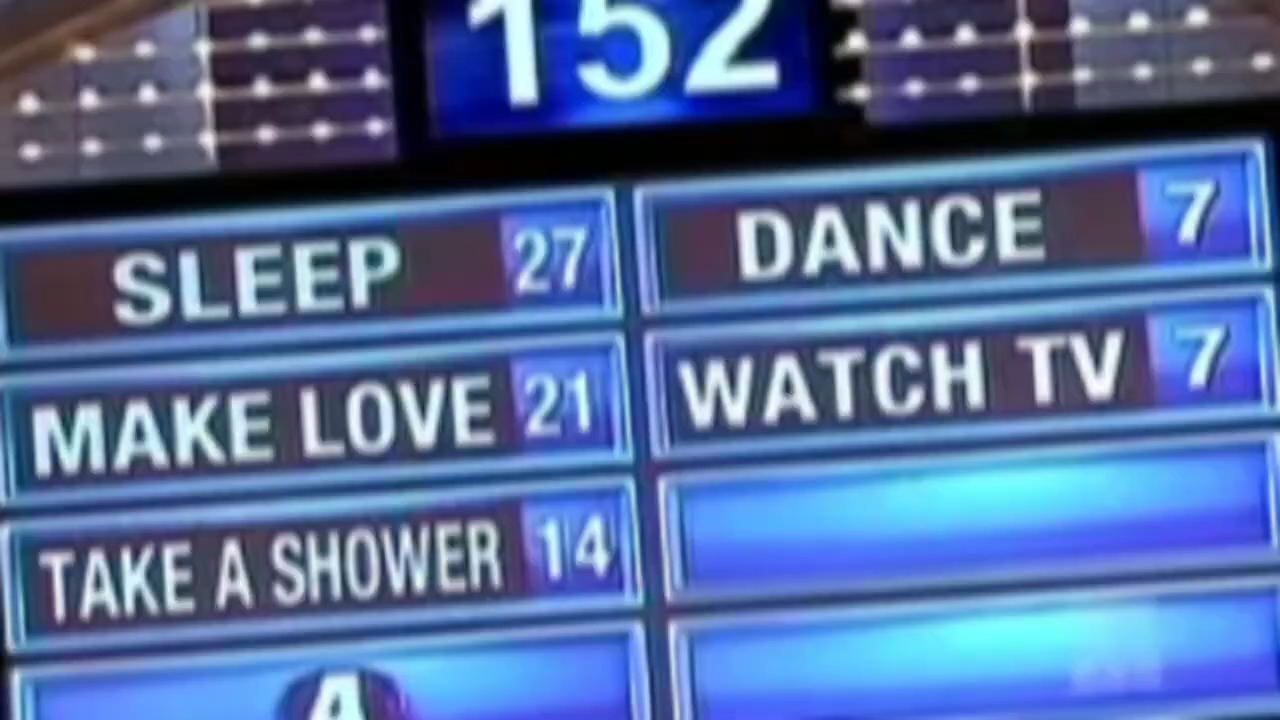 152
SLEEP 27
MAKE LOVE 21
TAKE A SHOWER 14
4
DANCE 7
WATCH TV 7